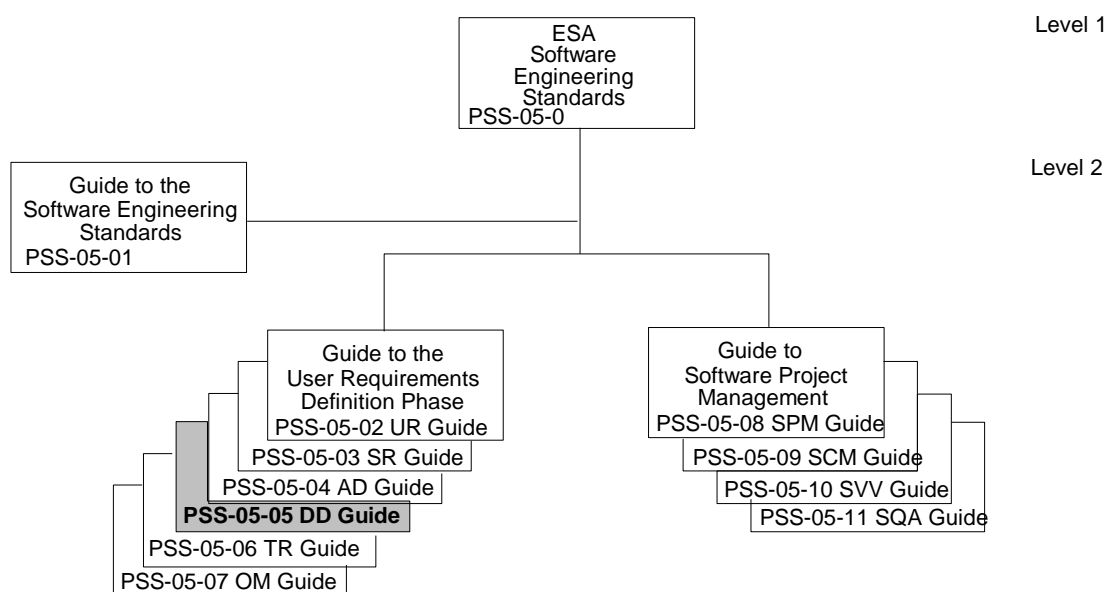 Level 1
ESA
Software
Engineering
Standards
PSS-05-0
Level 2
Guide to the
Software Engineering
Standards
PSS-05-01
Guide to the
User Requirements
Definition Phase
PSS-05-02 UR Guide
PSS-05-03 SR Guide
PSS-05-04 AD Guide
PSS-05-05 DD Guide
PSS-05-06 TR Guide
PSS-05-07 OM Guide
Guide to
Software Project
Management
PSS-05-08 SPM Guide
PSS-05-09 SCM Guide
PSS-05-10 SVV Guide
PSS-05-11 SQA Guide